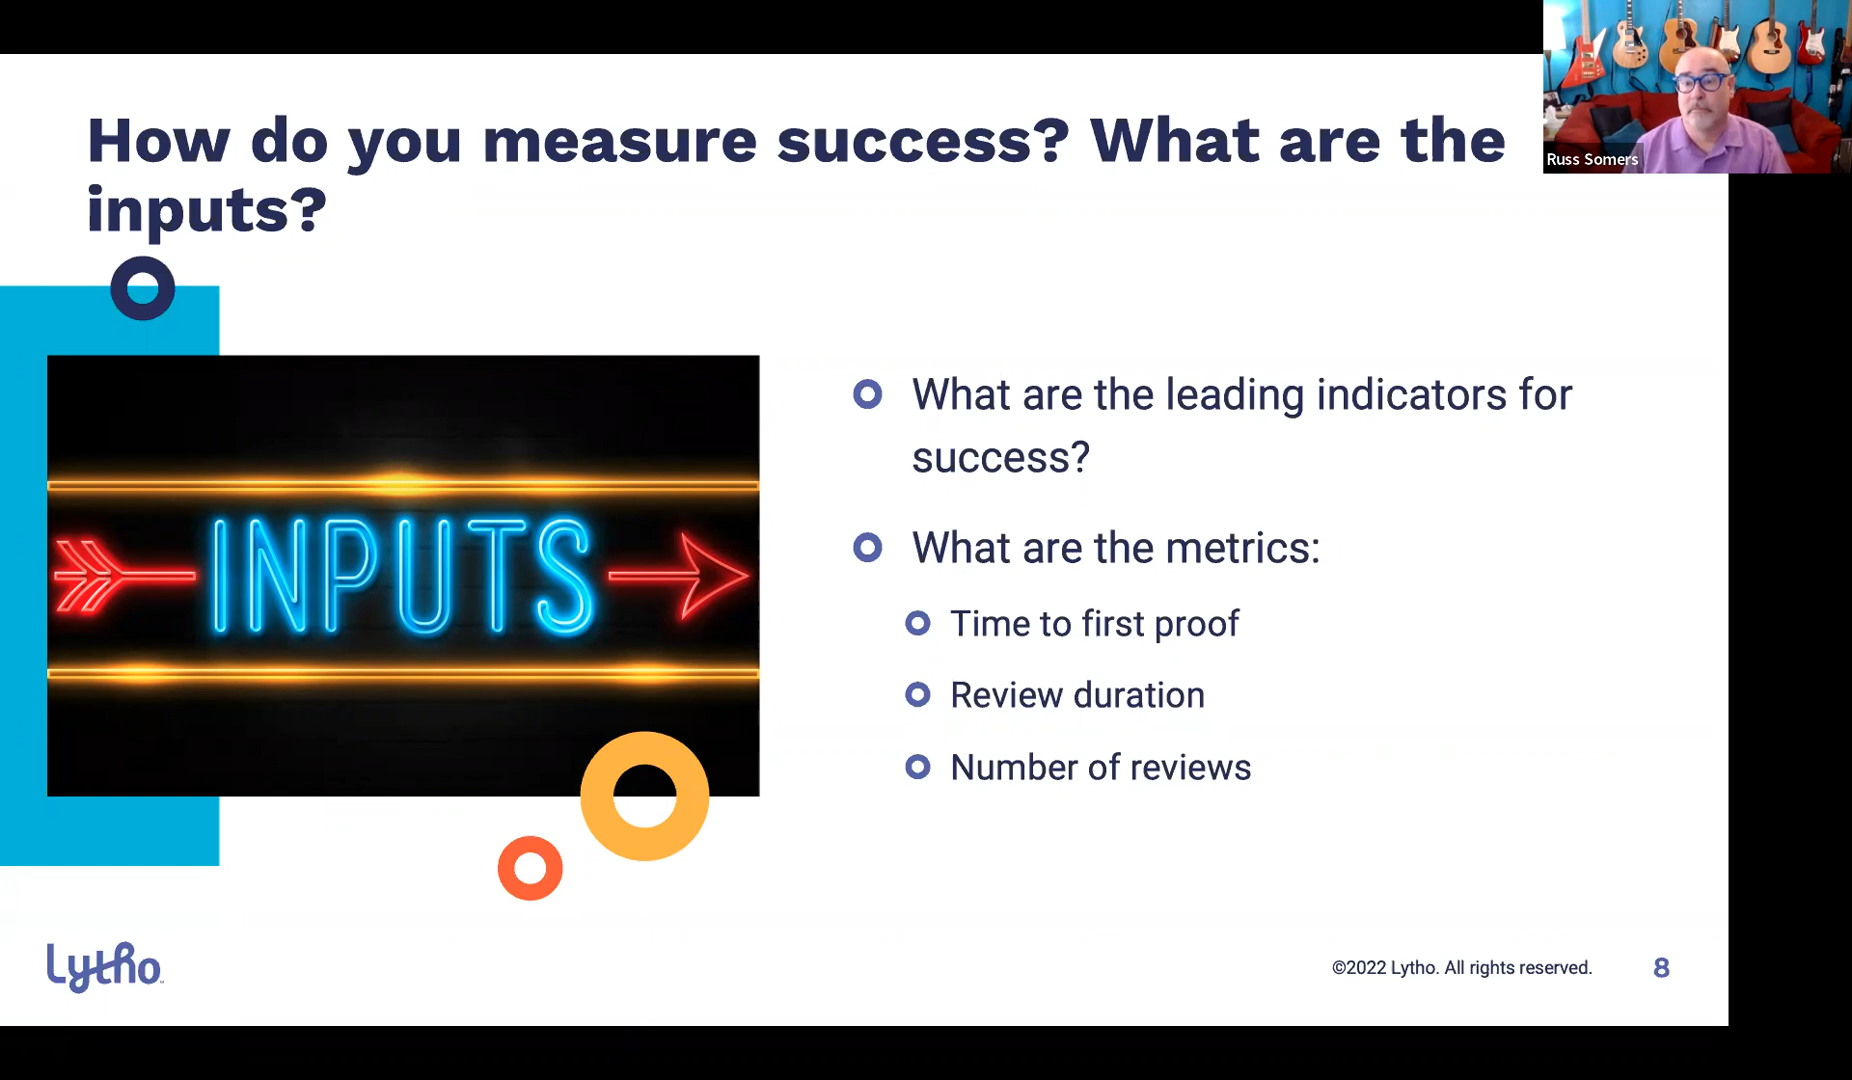 How do you measure success? What are the
inputs?
Russ Somers
INPUTS
What are the leading indicators for
success?
What are the metrics:
Time to first proof
Review duration
Number of reviews
Lytho
©2022 Lytho. All rights reserved.
8